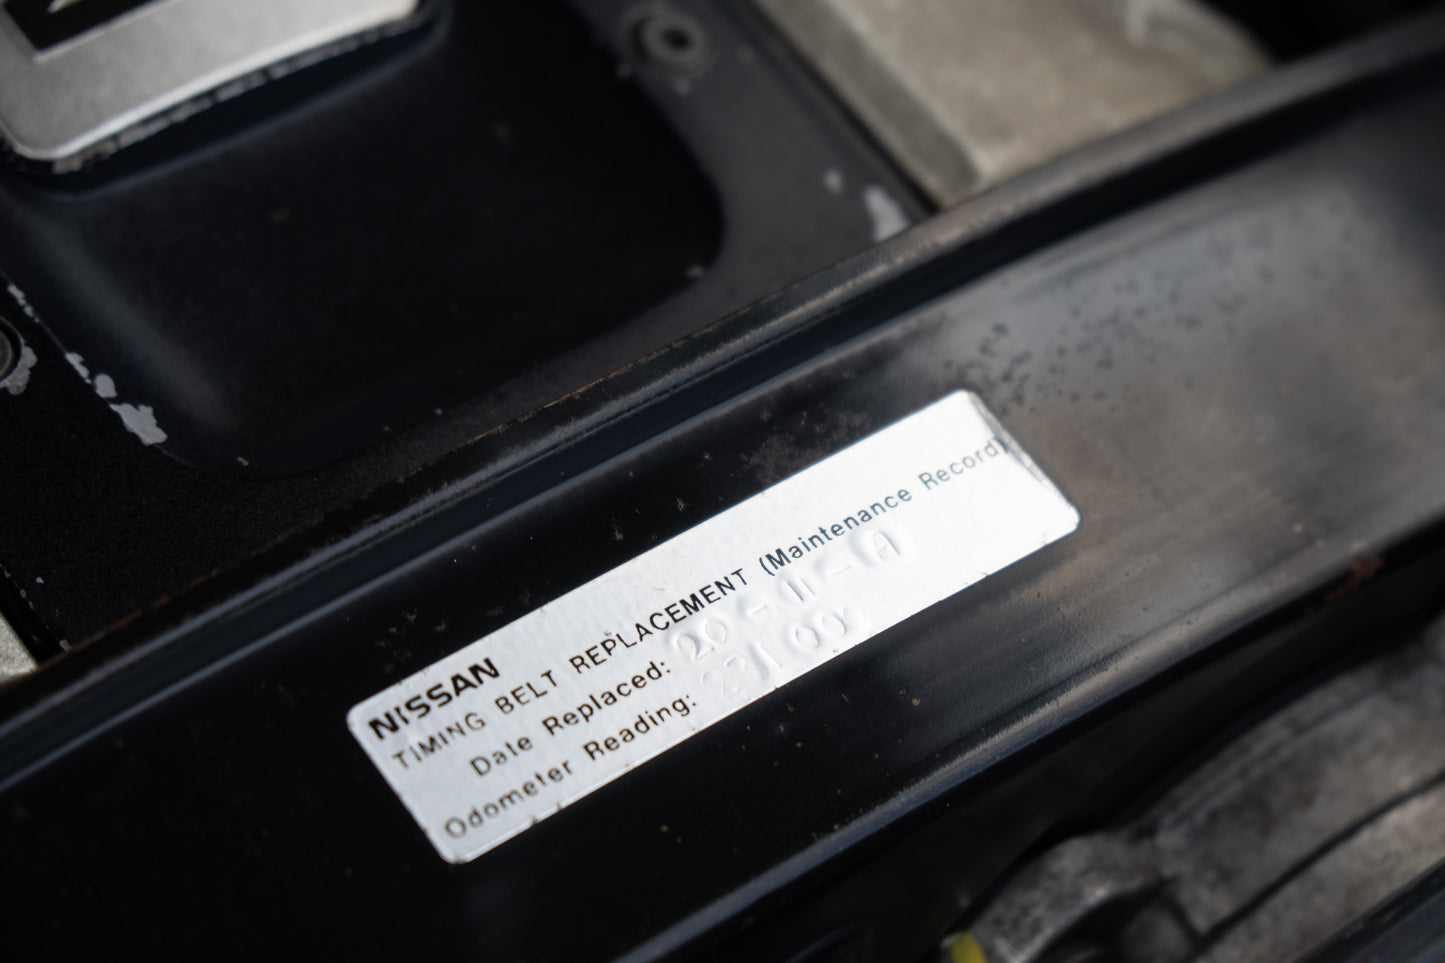 NISSAN
TIMING BELT REPLACEMENT (Maintenance Record)
Date Replaced:
Odometer Reading: